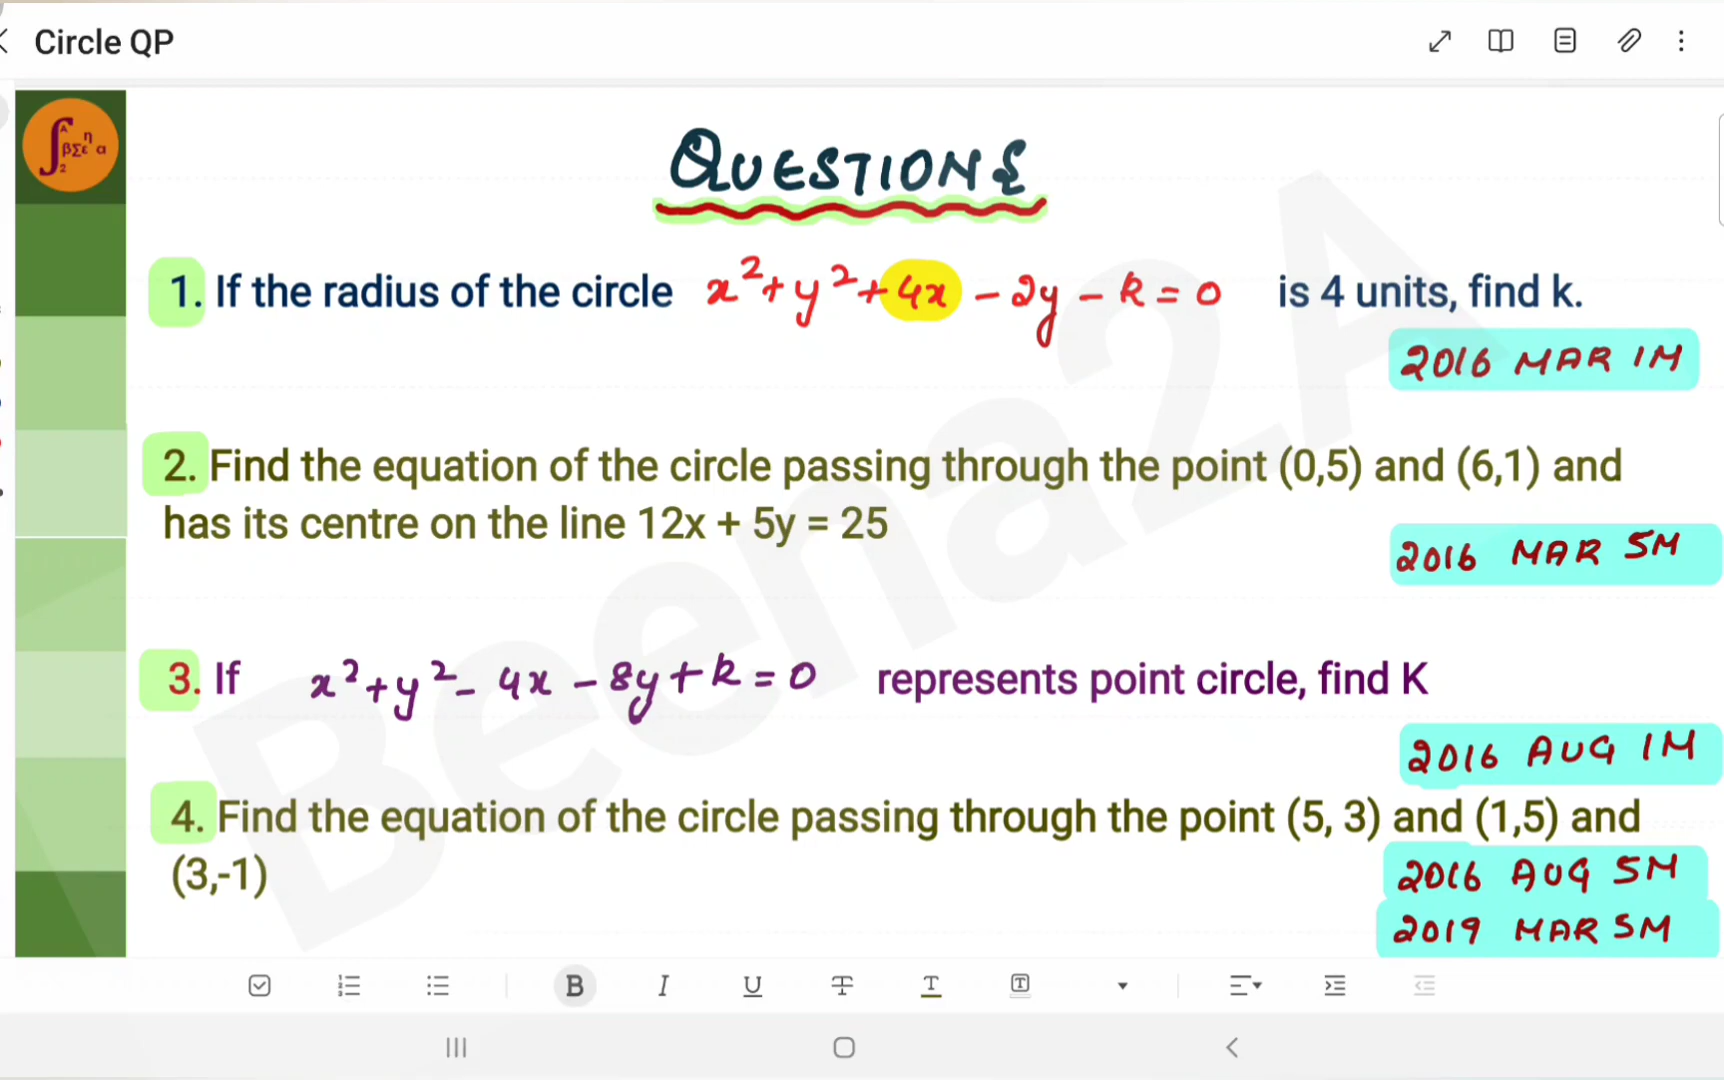 Circle QP
QUESTIONS
1. If the radius of the circle x²+y²+4x-2y-k=0 is 4 units, find k.
2016 MAR 1M
2. Find the equation of the circle passing through the point (0,5) and (6,1) and
has its centre on the line 12x + 5y = 25
2016 MAR 5M
3. If x²+y²-4x-8y+k=0 represents point circle, find K
2016 AUG 1M
4. Find the equation of the circle passing through the point (5, 3) and (1,5) and
(3,-1)
2016 AUG 5M
2019 MAR 5M
Beena2A